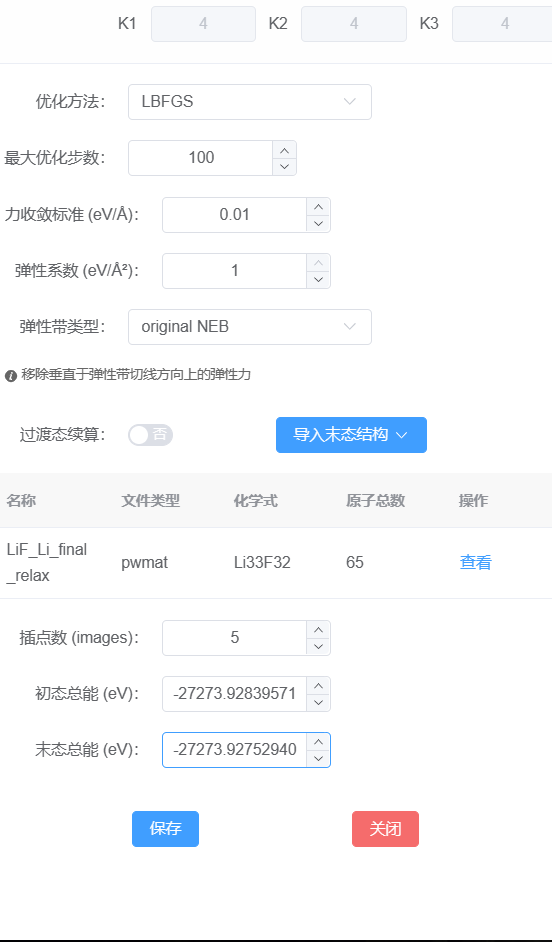 K1 4 K2 4 K3 4
优化方法： LBFGS
最大优化步数： 100
力收敛标准 (eV/Å)： 0.01
弹性系数 (eV/Å²)： 1
弹性带类型： original NEB
移除垂直于弹性带切线方向上的弹性力
过渡态续算： 否 导入末态结构
名称 文件类型 化学式 原子总数 操作
LiF_Li_final
_relax pwmat Li33F32 65 查看
插点数 (images)： 5
初态总能 (eV)： -27273.92839571
末态总能 (eV)： -27273.92752940
保存 关闭